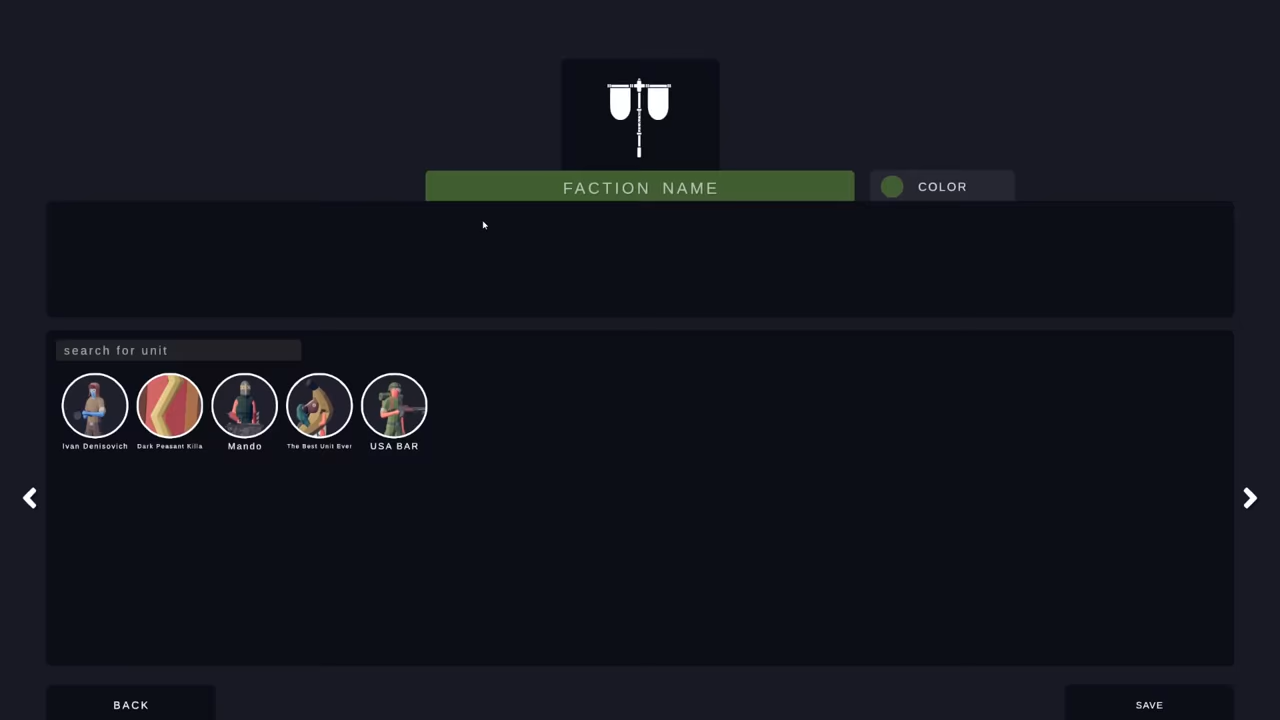 FACTION NAME
COLOR
search for unit
Ivan Denisovich
Dark Peasant Killa
Mando
The Best Unit Ever
USA BAR
BACK
SAVE